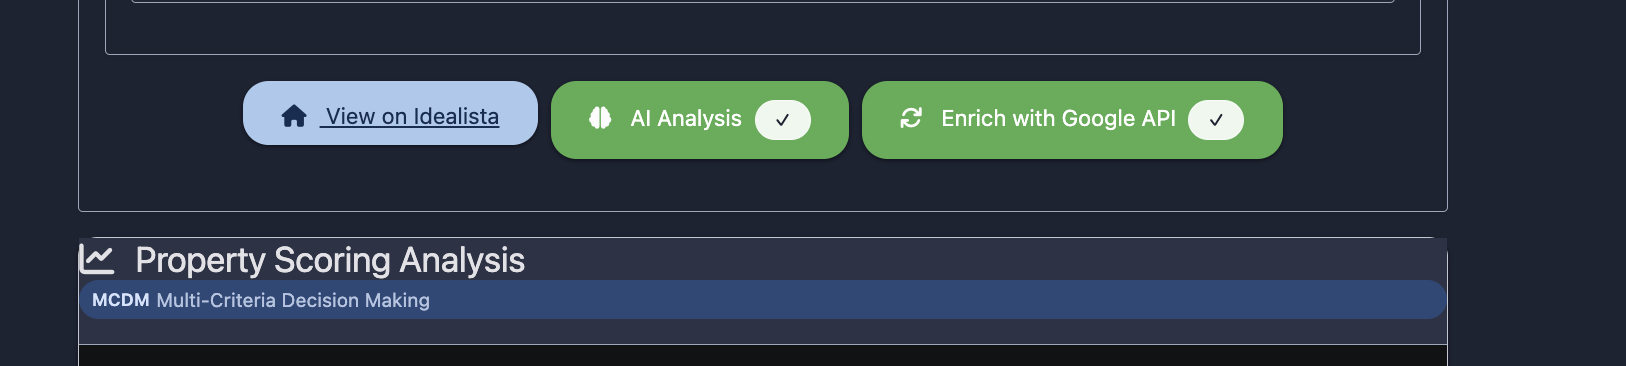 View on Idealista
AI Analysis ✓
Enrich with Google API ✓
Property Scoring Analysis
MCDM Multi-Criteria Decision Making